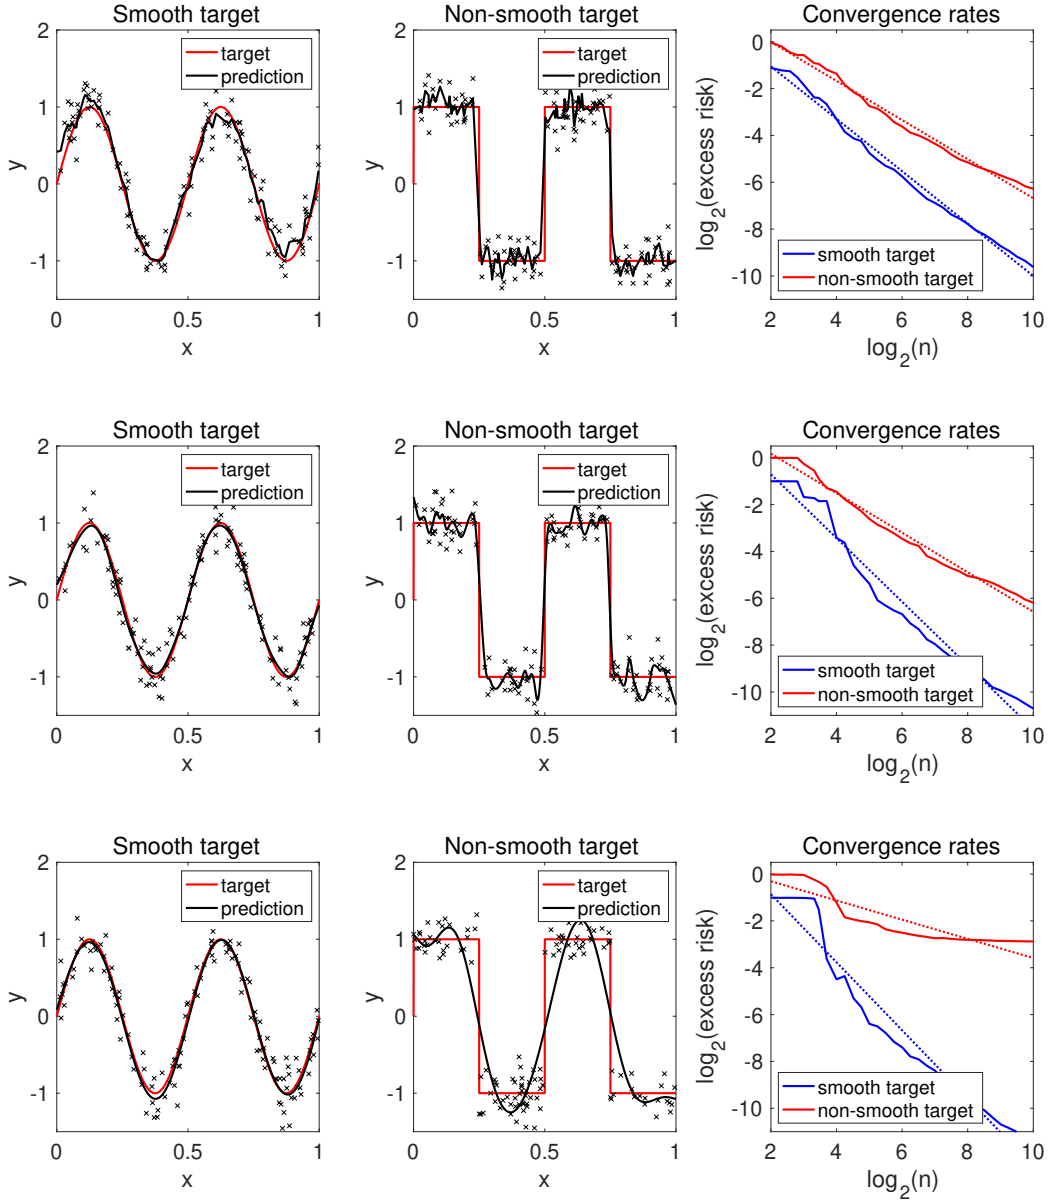 Smooth target
Non-smooth target
Convergence rates
2
1
0
-1
y
target
prediction
0
0.5
1
x
2
1
0
-1
y
target
prediction
0
0.5
1
x
0
-2
-4
-6
-8
-10
log2(excess risk)
smooth target
non-smooth target
2
4
6
8
10
log2(n)
Smooth target
Non-smooth target
Convergence rates
2
1
0
-1
y
target
prediction
0
0.5
1
x
2
1
0
-1
y
target
prediction
0
0.5
1
x
0
-2
-4
-6
-8
-10
log2(excess risk)
smooth target
non-smooth target
2
4
6
8
10
log2(n)
Smooth target
Non-smooth target
Convergence rates
2
1
0
-1
y
target
prediction
0
0.5
1
x
2
1
0
-1
y
target
prediction
0
0.5
1
x
0
-2
-4
-6
-8
-10
log2(excess risk)
smooth target
non-smooth target
2
4
6
8
10
log2(n)